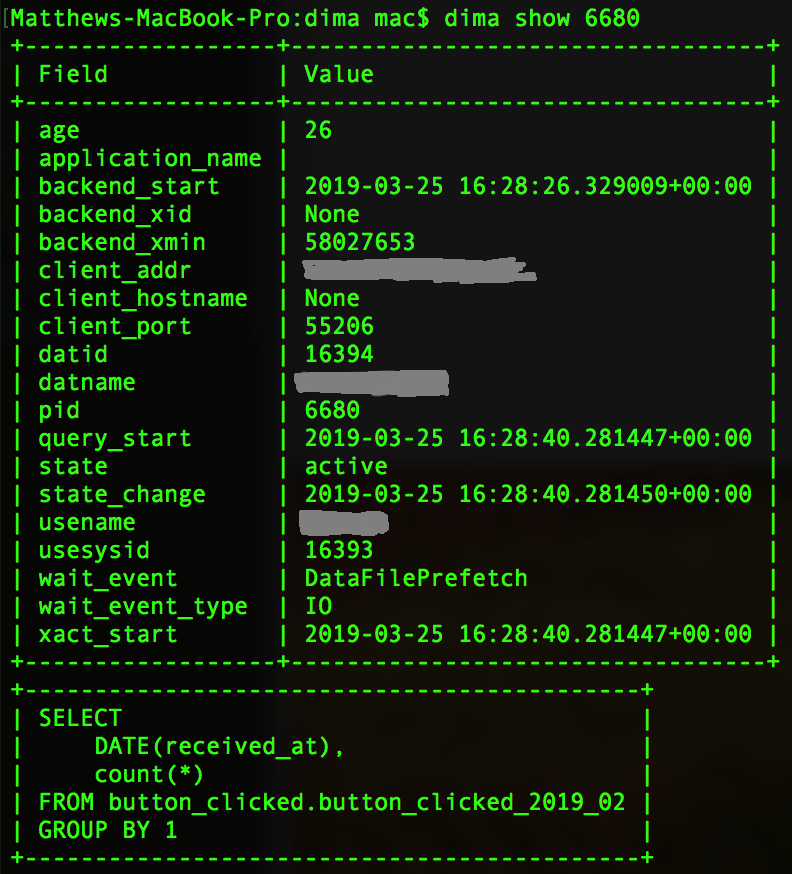 [Matthews-MacBook-Pro:dima mac$ dima show 6680
+------------------+-----------------------------------+
| Field            | Value                             |
+------------------+-----------------------------------+
| age              | 26                                |
| application_name |                                   |
| backend_start    | 2019-03-25 16:28:26.329009+00:00  |
| backend_xid      | None                              |
| backend_xmin     | 58027653                          |
| client_addr      |                                   |
| client_hostname  | None                              |
| client_port      | 55206                             |
| datid            | 16394                             |
| datname          |                                   |
| pid              | 6680                              |
| query_start      | 2019-03-25 16:28:40.281447+00:00  |
| state            | active                            |
| state_change     | 2019-03-25 16:28:40.281450+00:00  |
| usename          |                                   |
| usesysid         | 16393                             |
| wait_event       | DataFilePrefetch                  |
| wait_event_type  | IO                                |
| xact_start       | 2019-03-25 16:28:40.281447+00:00  |
+------------------+-----------------------------------+
+--------------------------------------------+
| SELECT                                     |
|     DATE(received_at),                     |
|     count(*)                               |
| FROM button_clicked.button_clicked_2019_02 |
| GROUP BY 1                                 |
+--------------------------------------------+